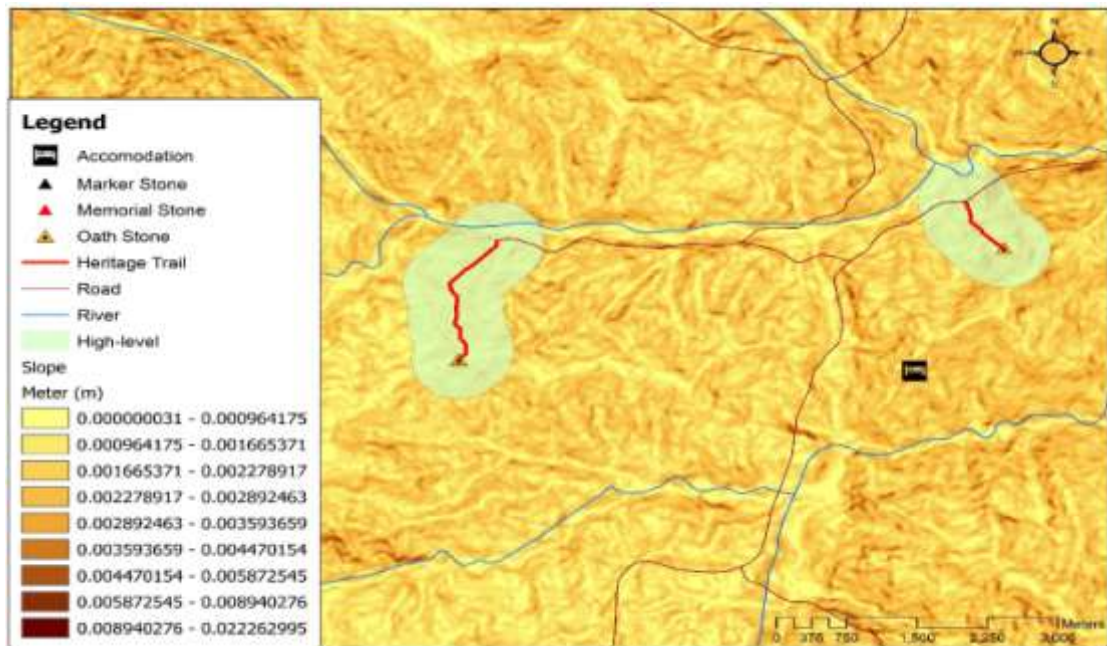 Legend
Accomodation
Marker Stone
Memorial Stone
Oath Stone
Heritage Trail
Road
River
High-level
Slope
Meter (m)
0.000000031 - 0.000964175
0.000964175 - 0.001665371
0.001665371 - 0.002278917
0.002278917 - 0.002892463
0.002892463 - 0.003593659
0.003593659 - 0.004470154
0.004470154 - 0.005872545
0.005872545 - 0.008940276
0.008940276 - 0.022262995
N
S
Meters
0 375 750 1,500 2,250 3,000